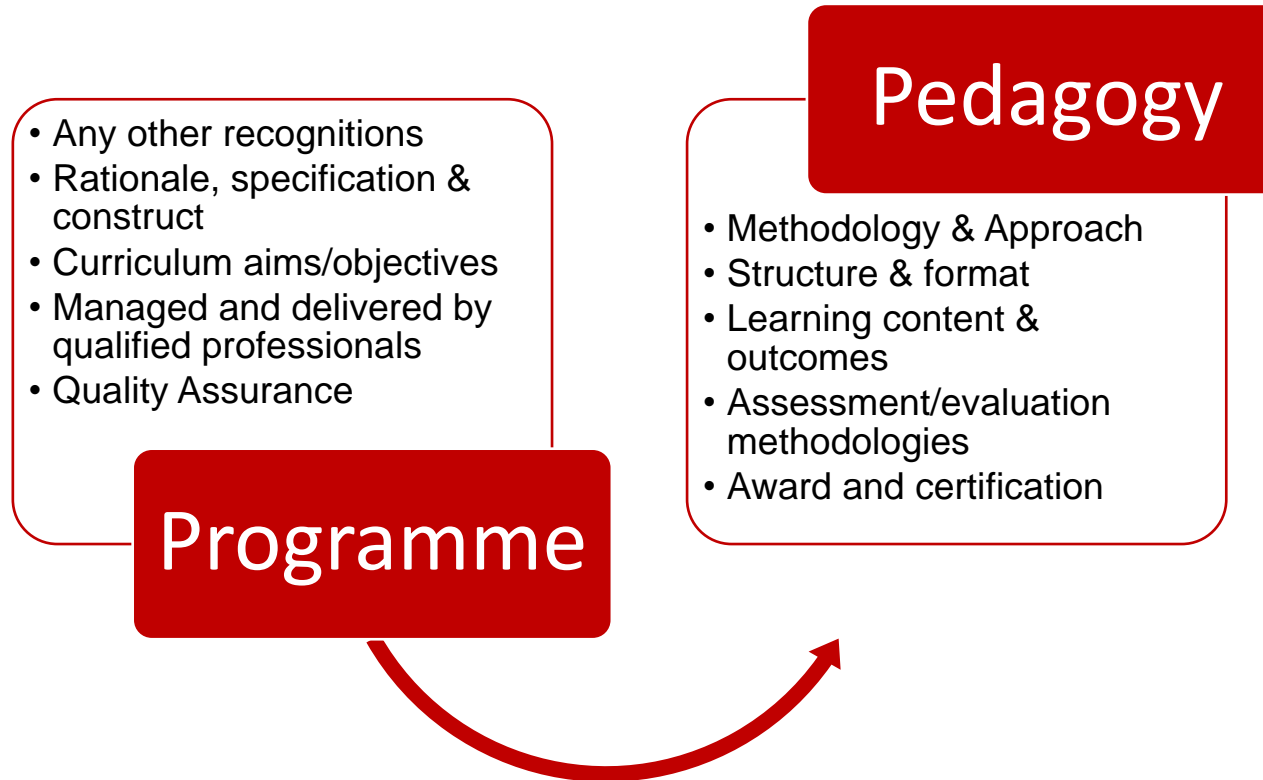 • Any other recognitions
• Rationale, specification &
construct
• Curriculum aims/objectives
• Managed and delivered by
qualified professionals
• Quality Assurance
Programme
Pedagogy
• Methodology & Approach
• Structure & format
• Learning content &
outcomes
• Assessment/evaluation
methodologies
• Award and certification